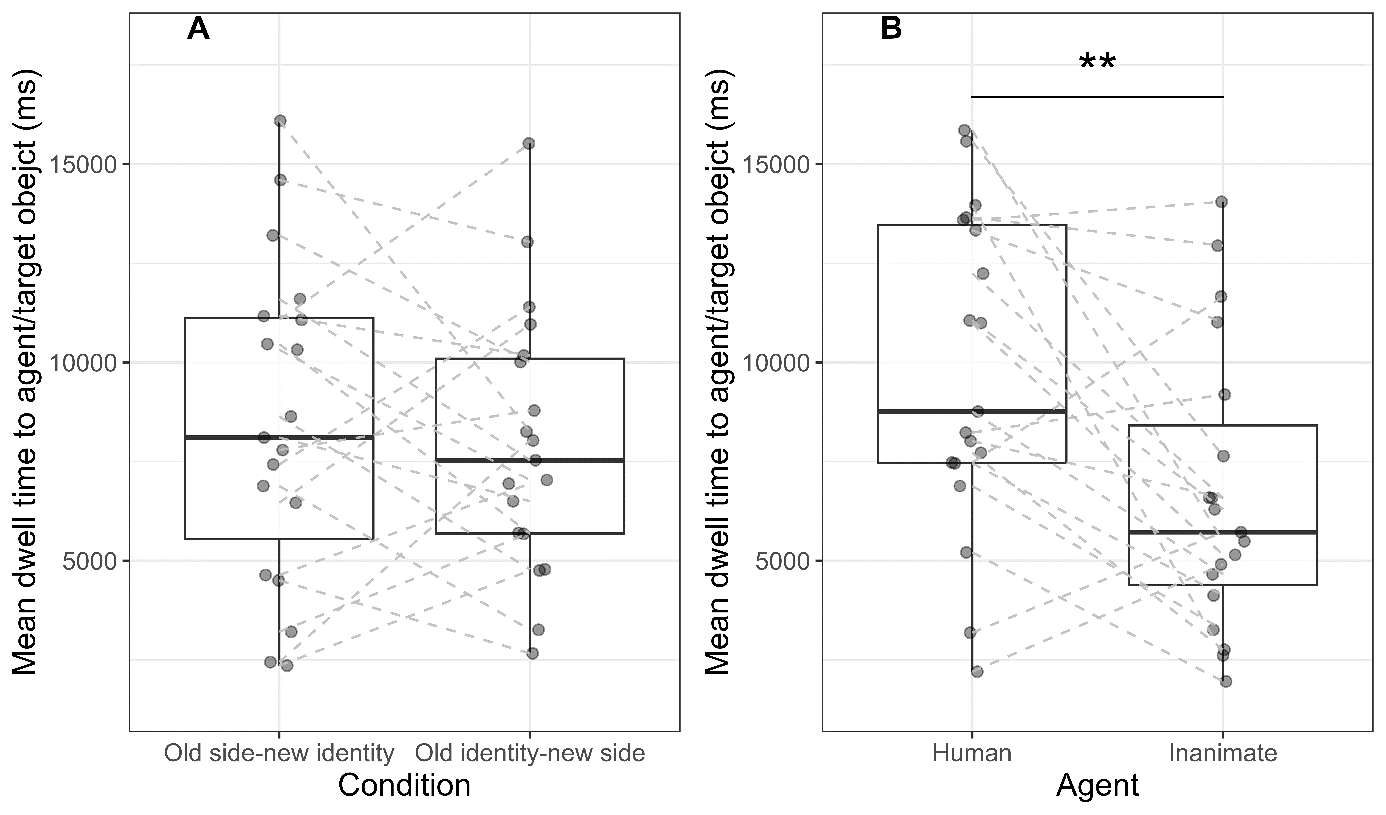 A
Mean dwell time to agent/target obejct (ms)
15000
10000
5000
Old side-new identity Old identity-new side
Condition
B
**
Mean dwell time to agent/target obejct (ms)
15000
10000
5000
Human Inanimate
Agent